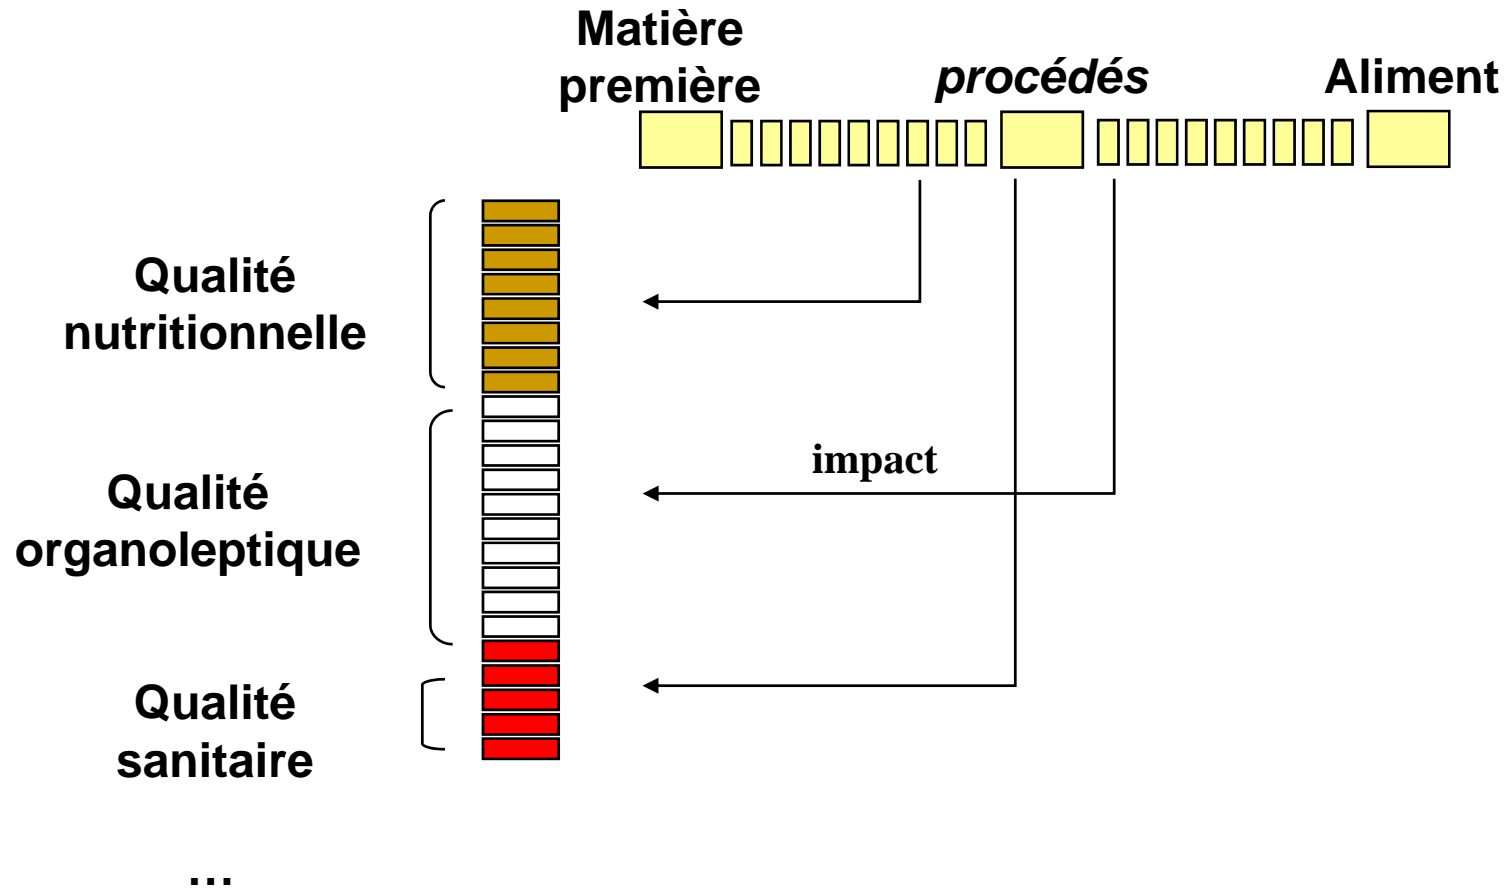 Matière
première
procédés
Aliment
Qualité
nutritionnelle
impact
Qualité
organoleptique
Qualité
sanitaire
...